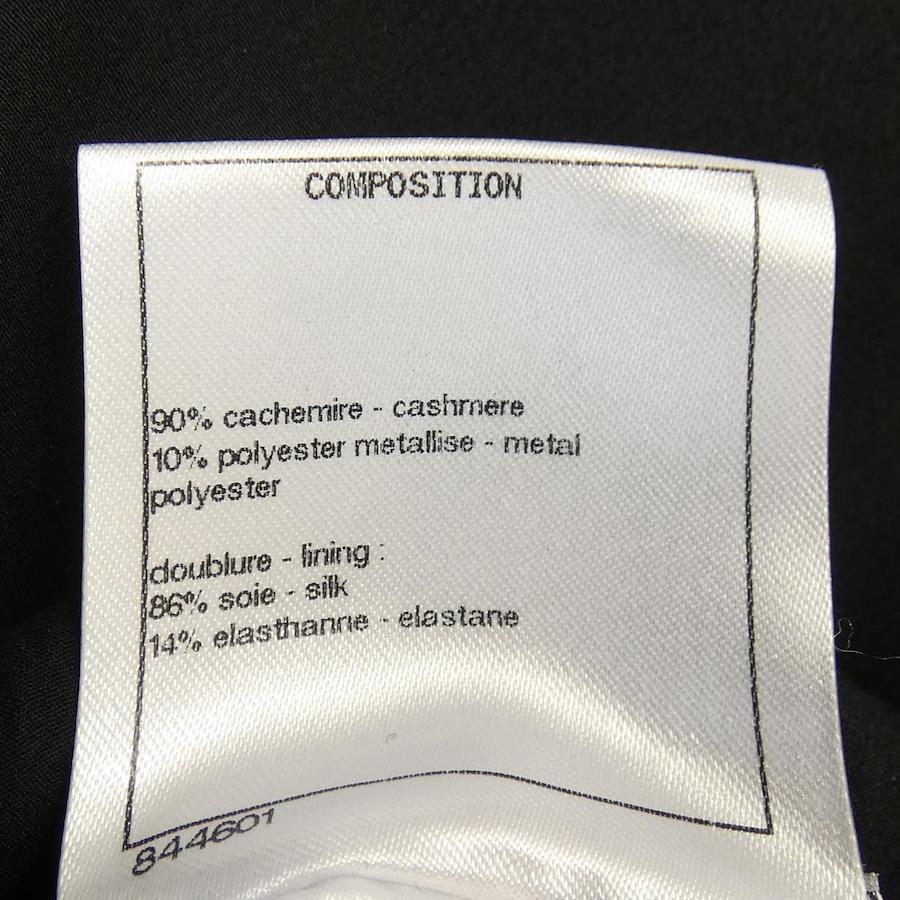 COMPOSITION
90% cachemire - cashmere
10% polyester metallise - metal
polyester
doublure - lining :
86% soie - silk
14% elasthanne - elastane
844601